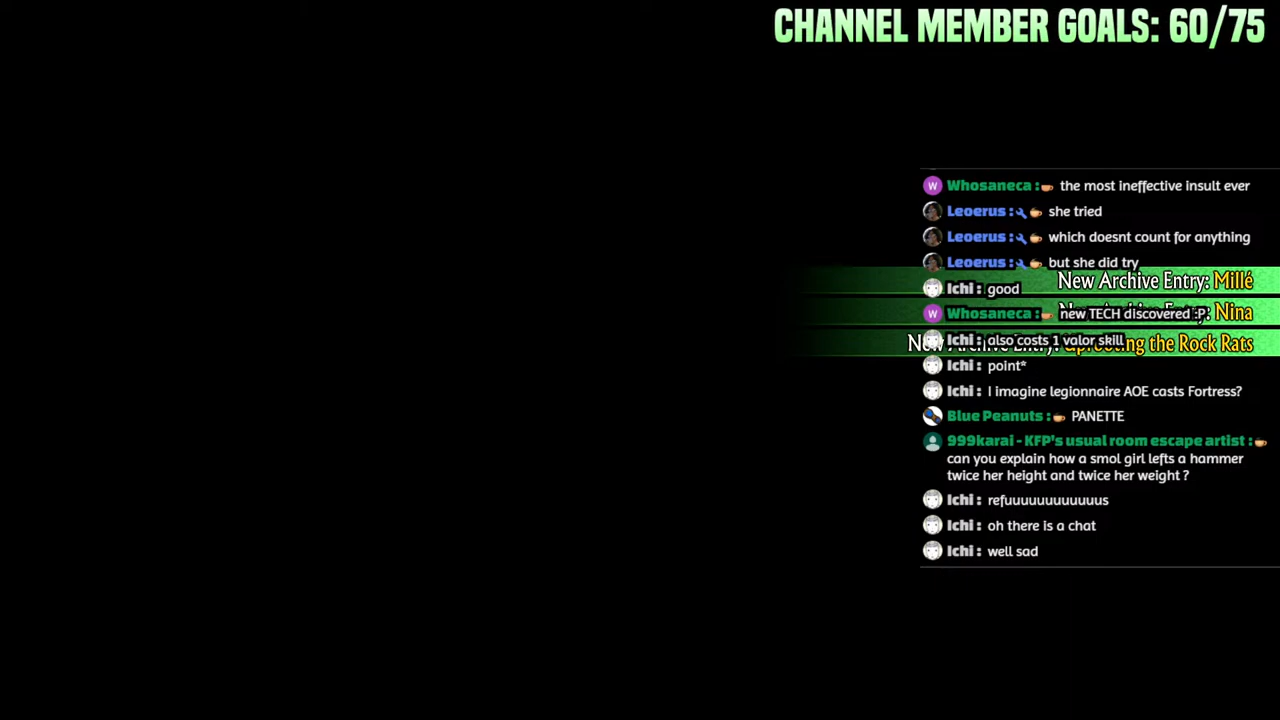 CHANNEL MEMBER GOALS: 60/75
Whosaneca : the most ineffective insult ever
Leoerus : she tried
Leoerus : which doesnt count for anything
Leoerus : but she did try
New Archive Entry: Millé
Ichi : good
Whosaneca : new TECH discovered :P
Nina
Ichi : also costs 1 valor skill
the Rock Rats
Ichi : point*
Ichi : I imagine legionnaire AOE casts Fortress?
Blue Peanuts : PANETTE
999karai - KFP's usual room escape artist :
can you explain how a smol girl lefts a hammer
twice her height and twice her weight ?
Ichi : refuuuuuuuuuuus
Ichi : oh there is a chat
Ichi : well sad